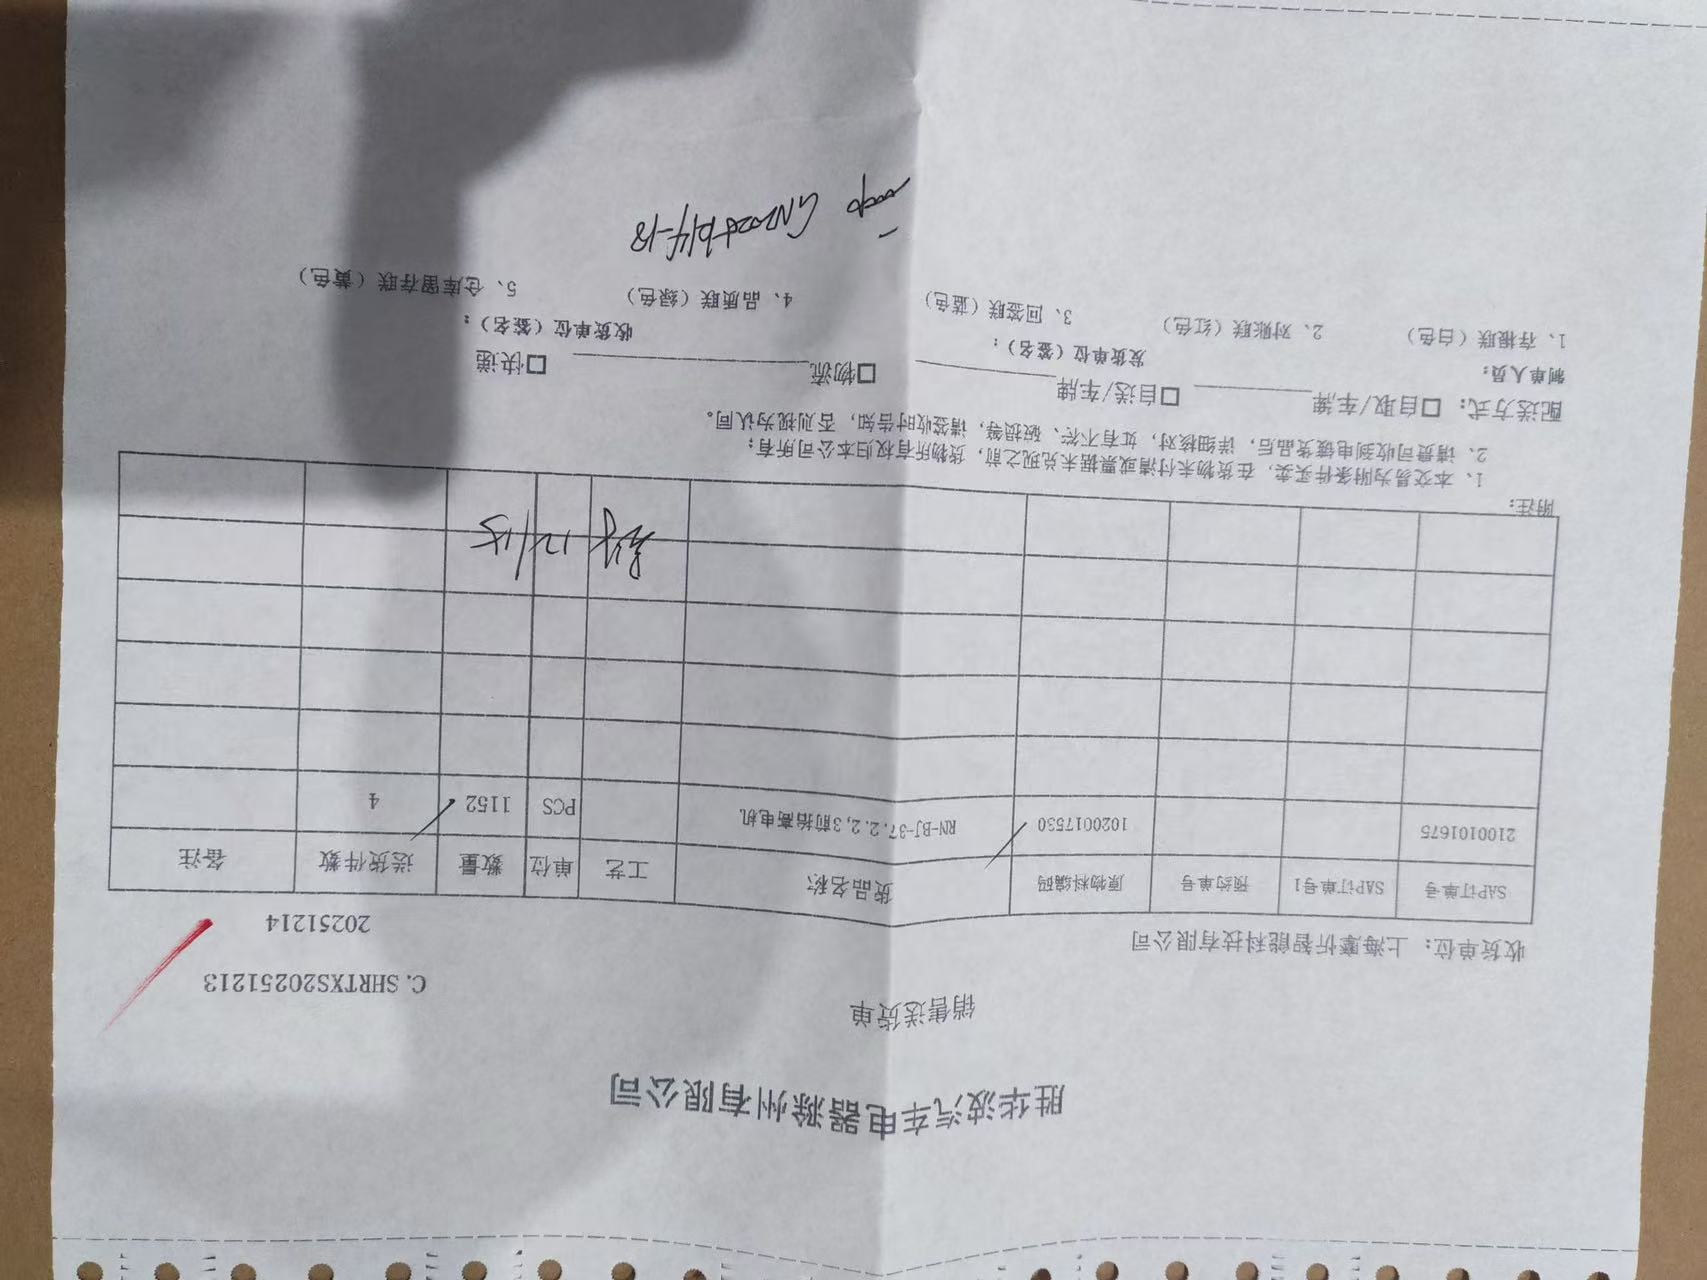 胜华波汽车电器滁州有限公司
销售送货单
C.SHRTXS20251213
收货单位：上海摩忻智能科技有限公司 20251214
SAP订单号 SAP订单号1 预约单号 原物料编码 货品名称 工艺 单位 数量 送货件数 备注
2100101675 1020017530 RN-BJ-37.2.2,3前抬高电机 PCS 1152 4
12/15
附注：
1、本交易为附条件买卖，在货物未付清或票据未兑现之前，货物所有权归本公司所有；
2、请贵司收到电镀货品后，详细核对，如有不符、破损等，请签收时告知，否则视为认同。
配送方式：□自取/车牌 □自送/车牌 □物流 □快递
制单人员： 发货单位（签名）： 收货单位（签名）：
1、存根联（白色） 2、对账联（红色） 3、回签联（蓝色） 4、品质联（绿色） 5、仓库留存联（黄色）